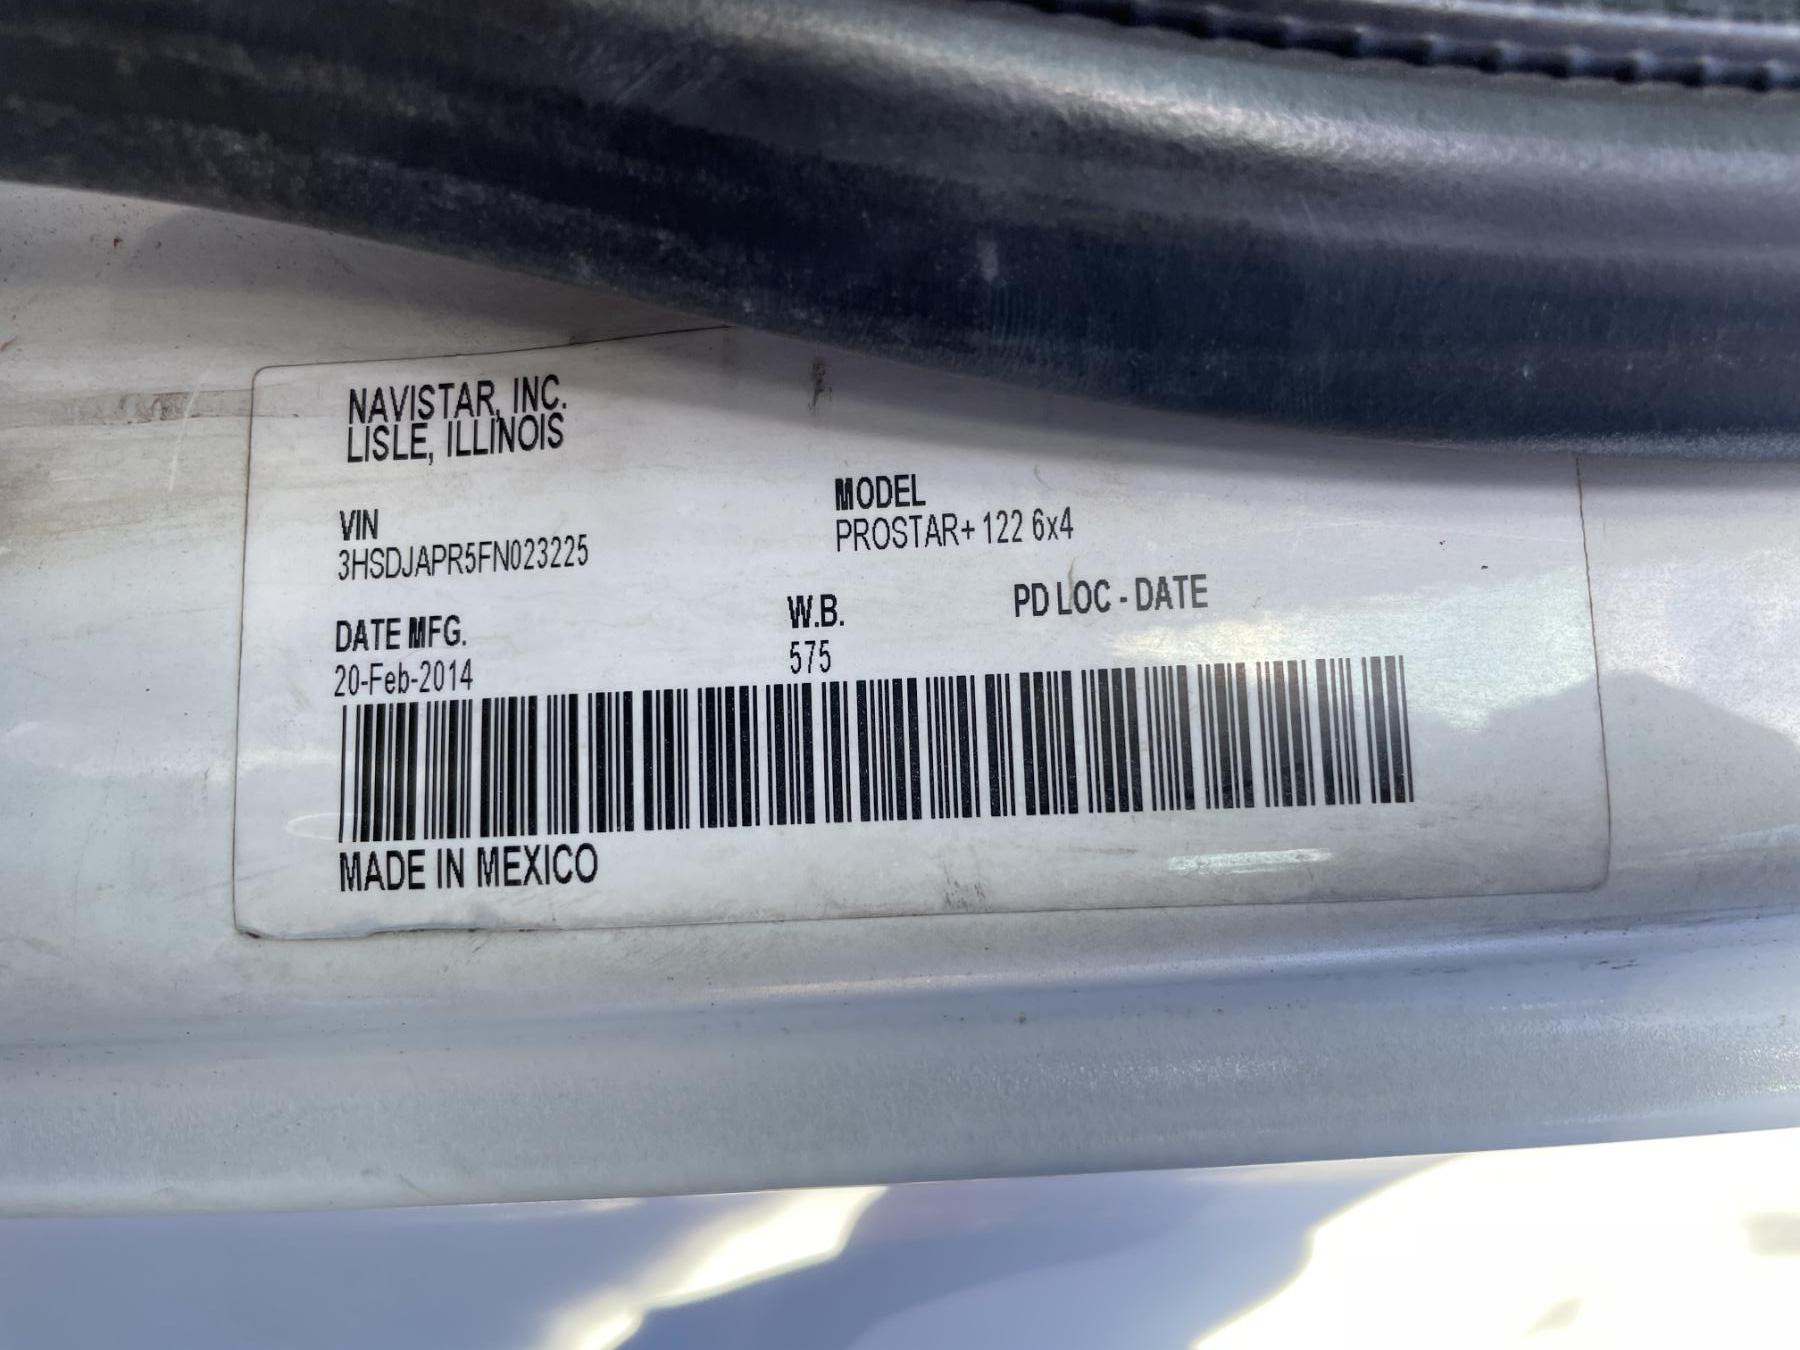 NAVISTAR, INC.
LISLE, ILLINOIS
VIN
3HSDJAPR5FN023225
MODEL
PROSTAR+ 122 6x4
DATE MFG.
20-Feb-2014
W.B.
575
PD LOC - DATE
MADE IN MEXICO